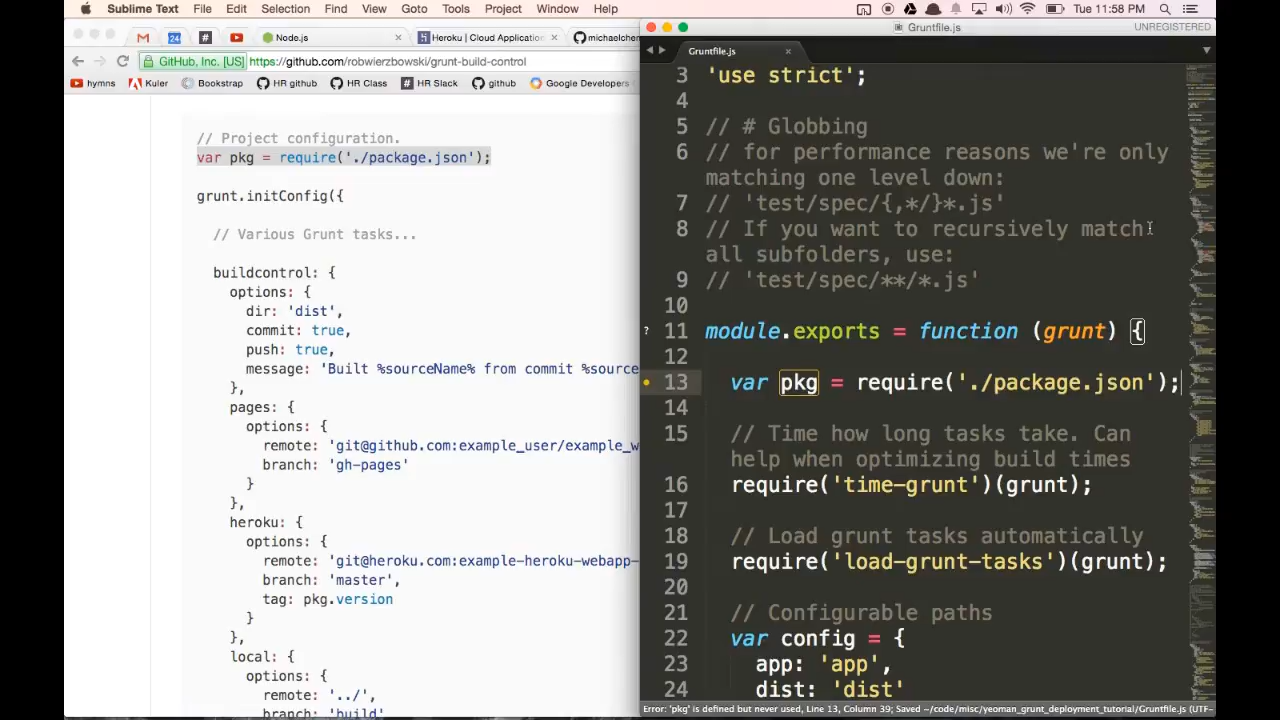 Sublime Text File Edit Selection Find View Goto Tools Project Window Help Tue 11:58 PM
24 # Node.js × Heroku | Cloud Application × michaelchen
GitHub, Inc. [US] https://github.com/robwierzbowski/grunt-build-control
hymns Kuler Bootstrap HR github HR Class # HR Slack github Google Developers
// Project configuration.
var pkg = require('./package.json');
grunt.initConfig({
// Various Grunt tasks...
buildcontrol: {
options: {
dir: 'dist',
commit: true,
push: true,
message: 'Built %sourceName% from commit %source
},
pages: {
options: {
remote: 'git@github.com:example_user/example_w
branch: 'gh-pages'
}
},
heroku: {
options: {
remote: 'git@heroku.com:example-heroku-webapp-
branch: 'master',
tag: pkg.version
}
},
local: {
options: {
remote: '../',
branch: 'build'
Gruntfile.js UNREGISTERED
Gruntfile.js ×
3 'use strict';
4
5 // # Globbing
6 // for performance reasons we're only
matching one level down:
7 // 'test/spec/{,*/}*.js'
8 // If you want to recursively match
all subfolders, use:
9 // 'test/spec/**/*.js'
10
? 11 module.exports = function (grunt) {
12
13 var pkg = require('./package.json');
14
15 // Time how long tasks take. Can
help when optimizing build times
16 require('time-grunt')(grunt);
17
18 // Load grunt tasks automatically
19 require('load-grunt-tasks')(grunt);
20
21 // Configurable paths
22 var config = {
23 app: 'app',
24 dist: 'dist'
Error: 'pkg' is defined but never used, Line 13, Column 39; Saved ~/code/misc/yeoman_grunt_deployment_tutorial/Gruntfile.js (UTF-